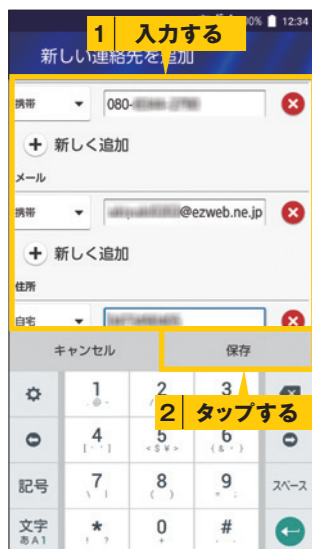 1 入力する
00% 12:34
新しい連絡先を追加
携帯 080-
新しく追加
メール
携帯 @ezweb.ne.jp
新しく追加
住所
自宅
キャンセル 保存
2 タップする
1 2 3
4 5 6
記号 7 8 9 スペース
文字 * 0 #
あA1